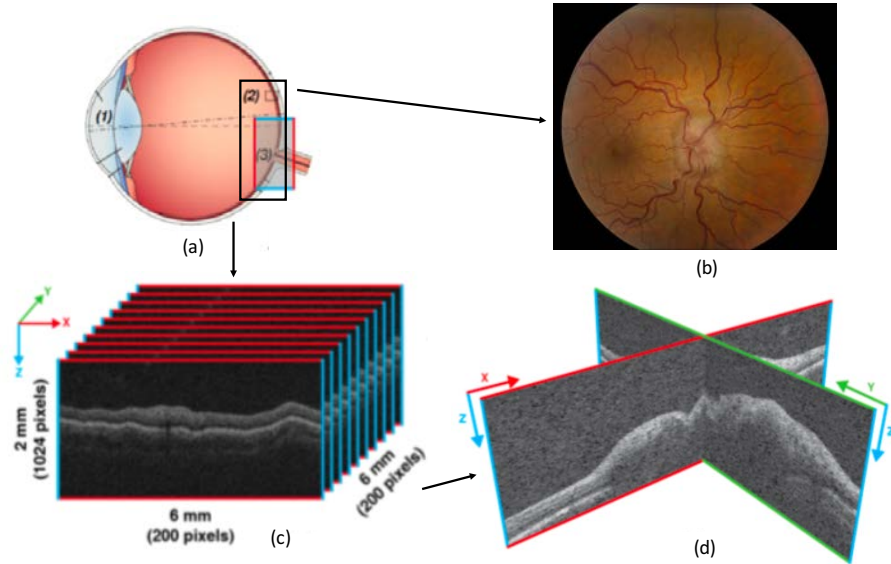 (1)
(2)
(3)
(a)
(b)
Y
X
Z
2 mm
(1024 pixels)
6 mm
(200 pixels)
6 mm
(200 pixels)
(c)
X
Z
Y
Z
(d)